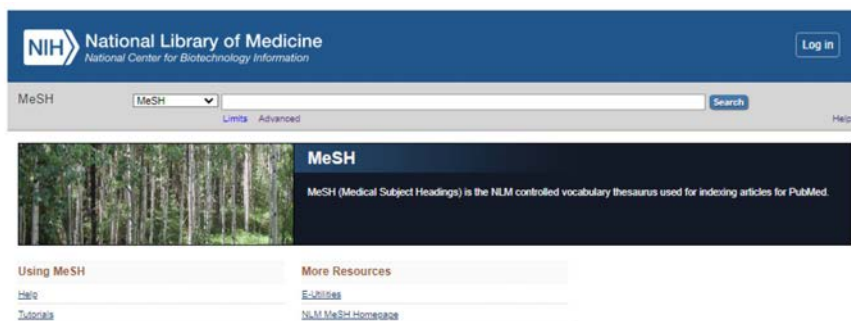 NIH National Library of Medicine
National Center for Biotechnology Information
Log in
MeSH MeSH Search
Limits Advanced Help
MeSH
MeSH (Medical Subject Headings) is the NLM controlled vocabulary thesaurus used for indexing articles for PubMed.
Using MeSH More Resources
Help E-Utilities
Tutorials NLM MeSH Homepage